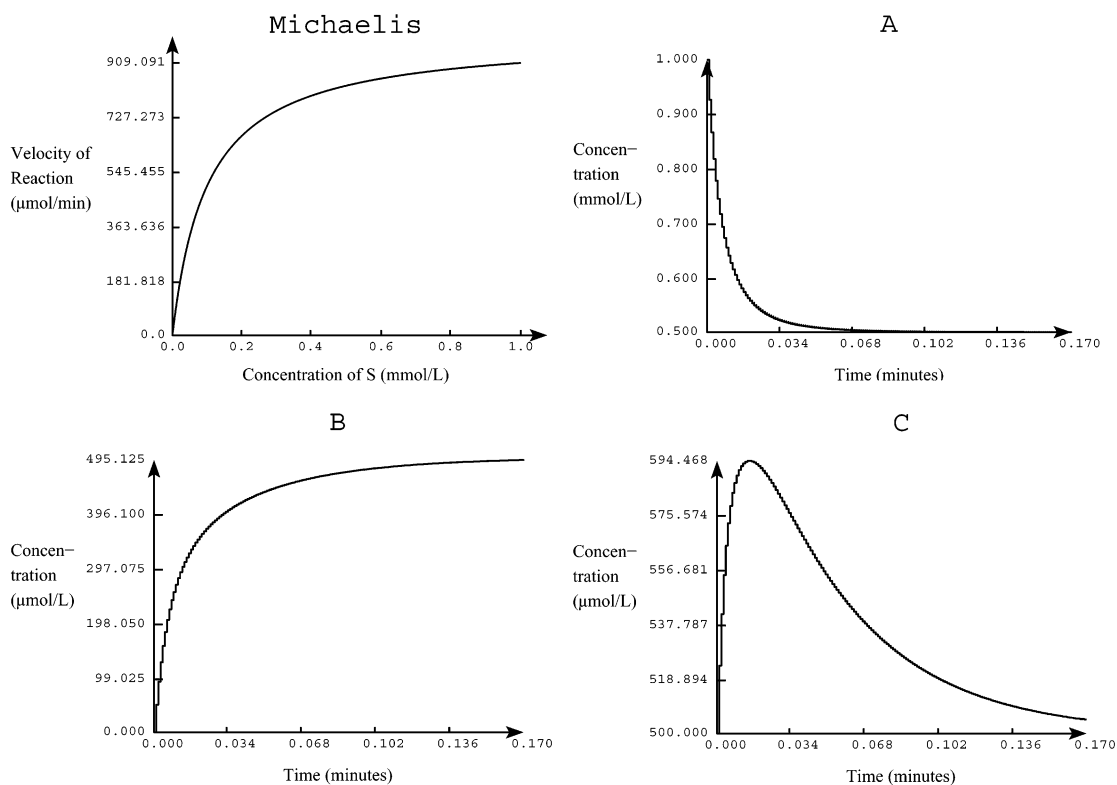 Michaelis
909.091
727.273
545.455
363.636
181.818
0.0
Velocity of
Reaction
(µmol/min)
0.0 0.2 0.4 0.6 0.8 1.0
Concentration of S (mmol/L)
A
1.000
0.900
0.800
0.700
0.600
0.500
Concen−
tration
(mmol/L)
0.000 0.034 0.068 0.102 0.136 0.170
Time (minutes)
B
495.125
396.100
297.075
198.050
99.025
0.000
Concen−
tration
(µmol/L)
0.000 0.034 0.068 0.102 0.136 0.170
Time (minutes)
C
594.468
575.574
556.681
537.787
518.894
500.000
Concen−
tration
(µmol/L)
0.000 0.034 0.068 0.102 0.136 0.170
Time (minutes)